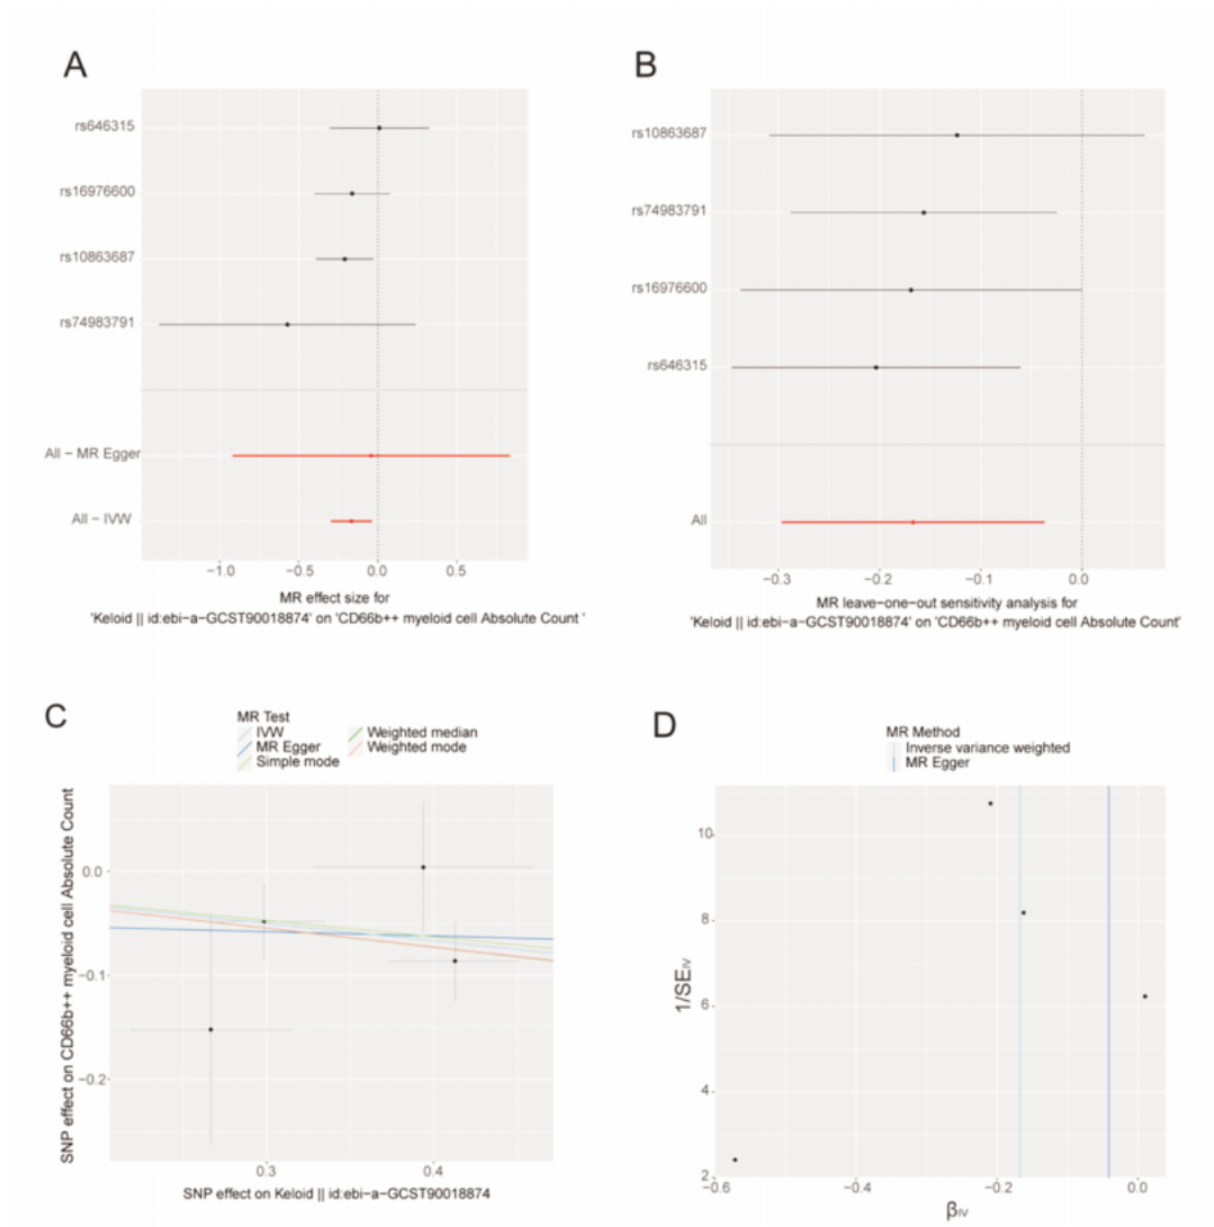 A
rs646315
rs16976600
rs10863687
rs74983791
All − MR Egger
All − IVW
−1.0 −0.5 0.0 0.5
MR effect size for
'Keloid || id:ebi−a−GCST90018874' on 'CD66b++ myeloid cell Absolute Count '
B
rs10863687
rs74983791
rs16976600
rs646315
All
−0.3 −0.2 −0.1 0.0
MR leave−one−out sensitivity analysis for
'Keloid || id:ebi−a−GCST90018874' on 'CD66b++ myeloid cell Absolute Count'
C
MR Test
IVW Weighted median
MR Egger Weighted mode
Simple mode
SNP effect on CD66b++ myeloid cell Absolute Count
0.0
−0.1
−0.2
0.3 0.4
SNP effect on Keloid || id:ebi−a−GCST90018874
D
MR Method
Inverse variance weighted
MR Egger
1/SEIV
10
8
6
4
2
−0.6 −0.4 −0.2 0.0
βIV